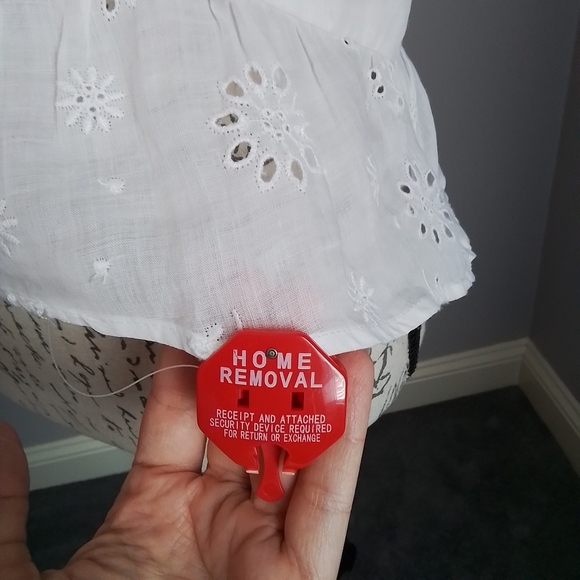 HOME
REMOVAL
RECEIPT AND ATTACHED
SECURITY DEVICE REQUIRED
FOR RETURN OR EXCHANGE